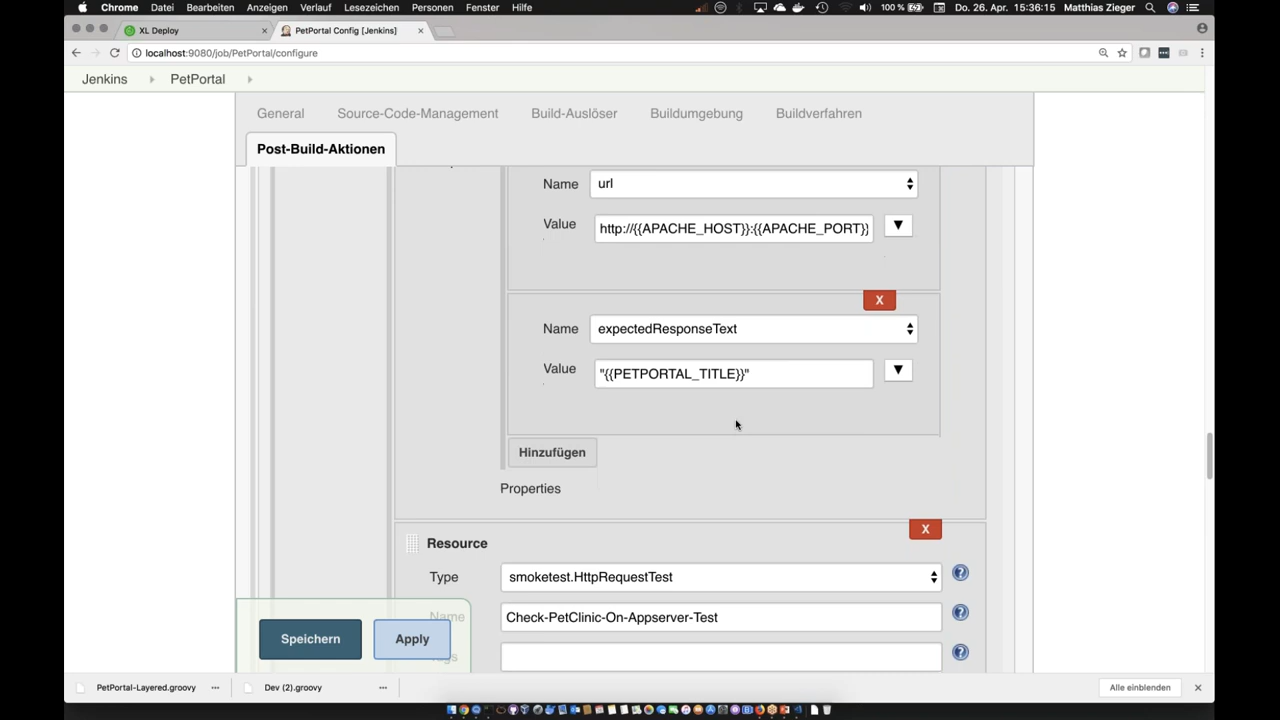 Chrome Datei Bearbeiten Anzeigen Verlauf Lesezeichen Personen Fenster Hilfe 100 % Do. 26. Apr. 15:36:15 Matthias Zieger
XL Deploy
PetPortal Config [Jenkins]
localhost:9080/job/PetPortal/configure
Jenkins PetPortal
General Source-Code-Management Build-Auslöser Buildumgebung Buildverfahren
Post-Build-Aktionen
Name url
Value http://{{APACHE_HOST}}:{{APACHE_PORT}}
X
Name expectedResponseText
Value "{{PETPORTAL_TITLE}}"
Hinzufügen
Properties
X
Resource
Type smoketest.HttpRequestTest
Name Check-PetClinic-On-Appserver-Test
Speichern Apply
Tags
PetPortal-Layered.groovy Dev (2).groovy Alle einblenden